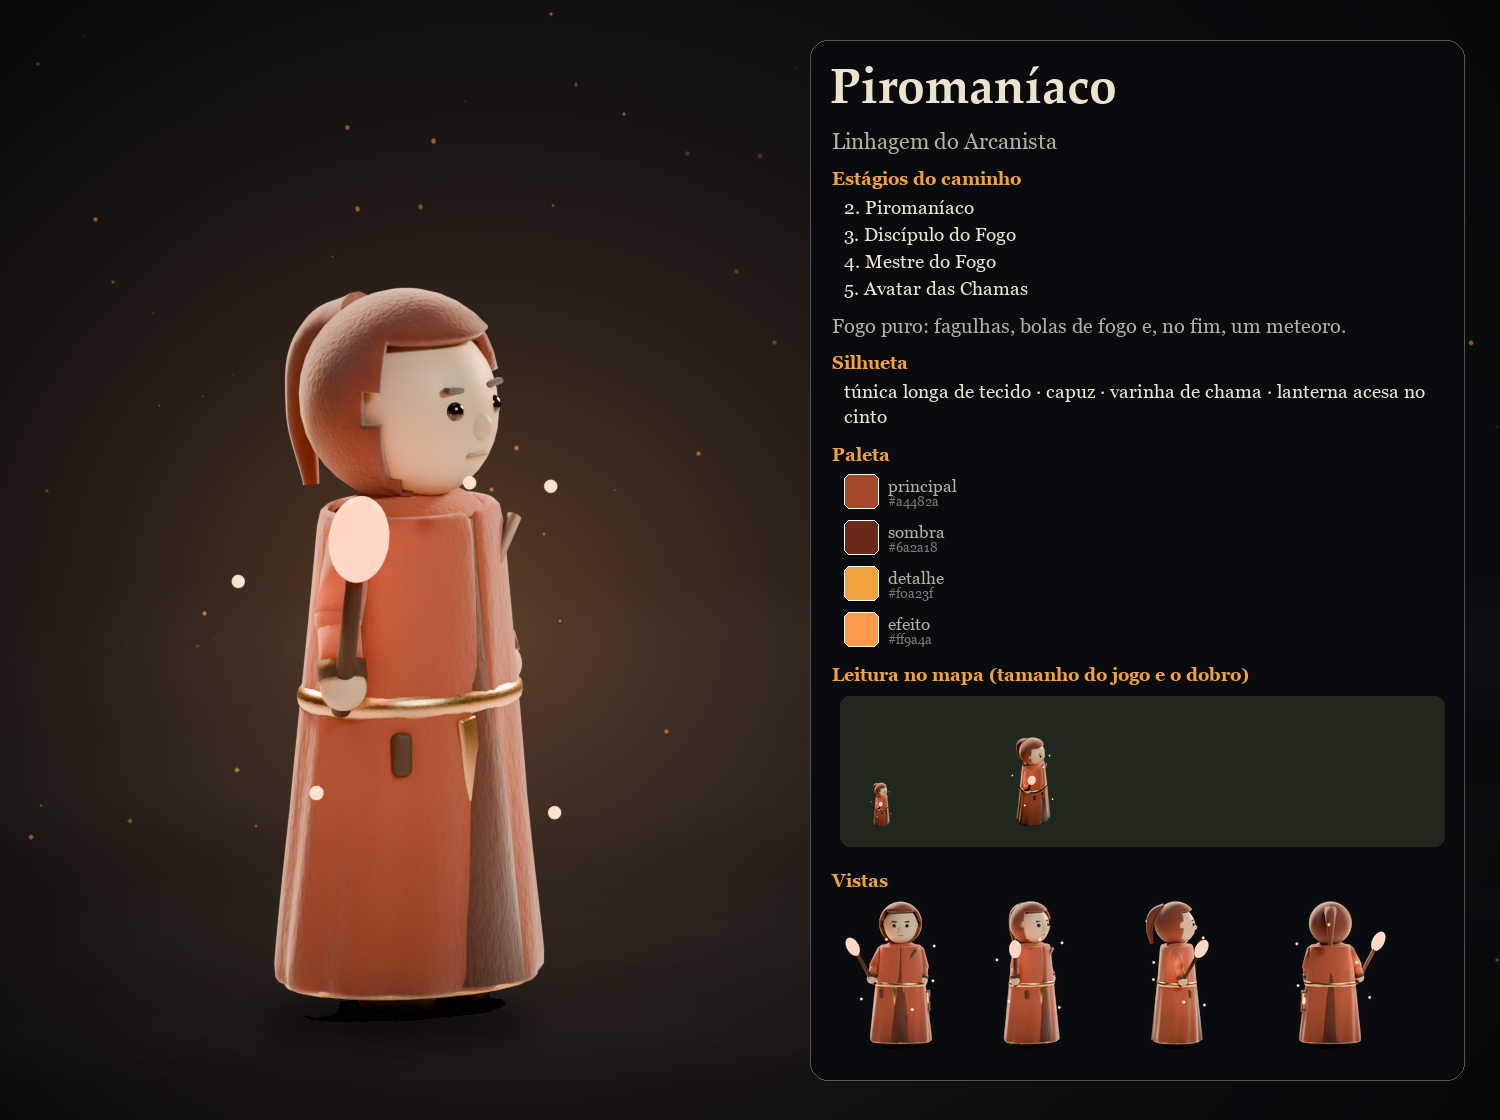 Piromaníaco
Linhagem do Arcanista
Estágios do caminho
2. Piromaníaco
3. Discípulo do Fogo
4. Mestre do Fogo
5. Avatar das Chamas
Fogo puro: fagulhas, bolas de fogo e, no fim, um meteoro.
Silhueta
túnica longa de tecido · capuz · varinha de chama · lanterna acesa no
cinto
Paleta
principal
#a4482a
sombra
#6a2a18
detalhe
#f0a23f
efeito
#ff9a4a
Leitura no mapa (tamanho do jogo e o dobro)
Vistas